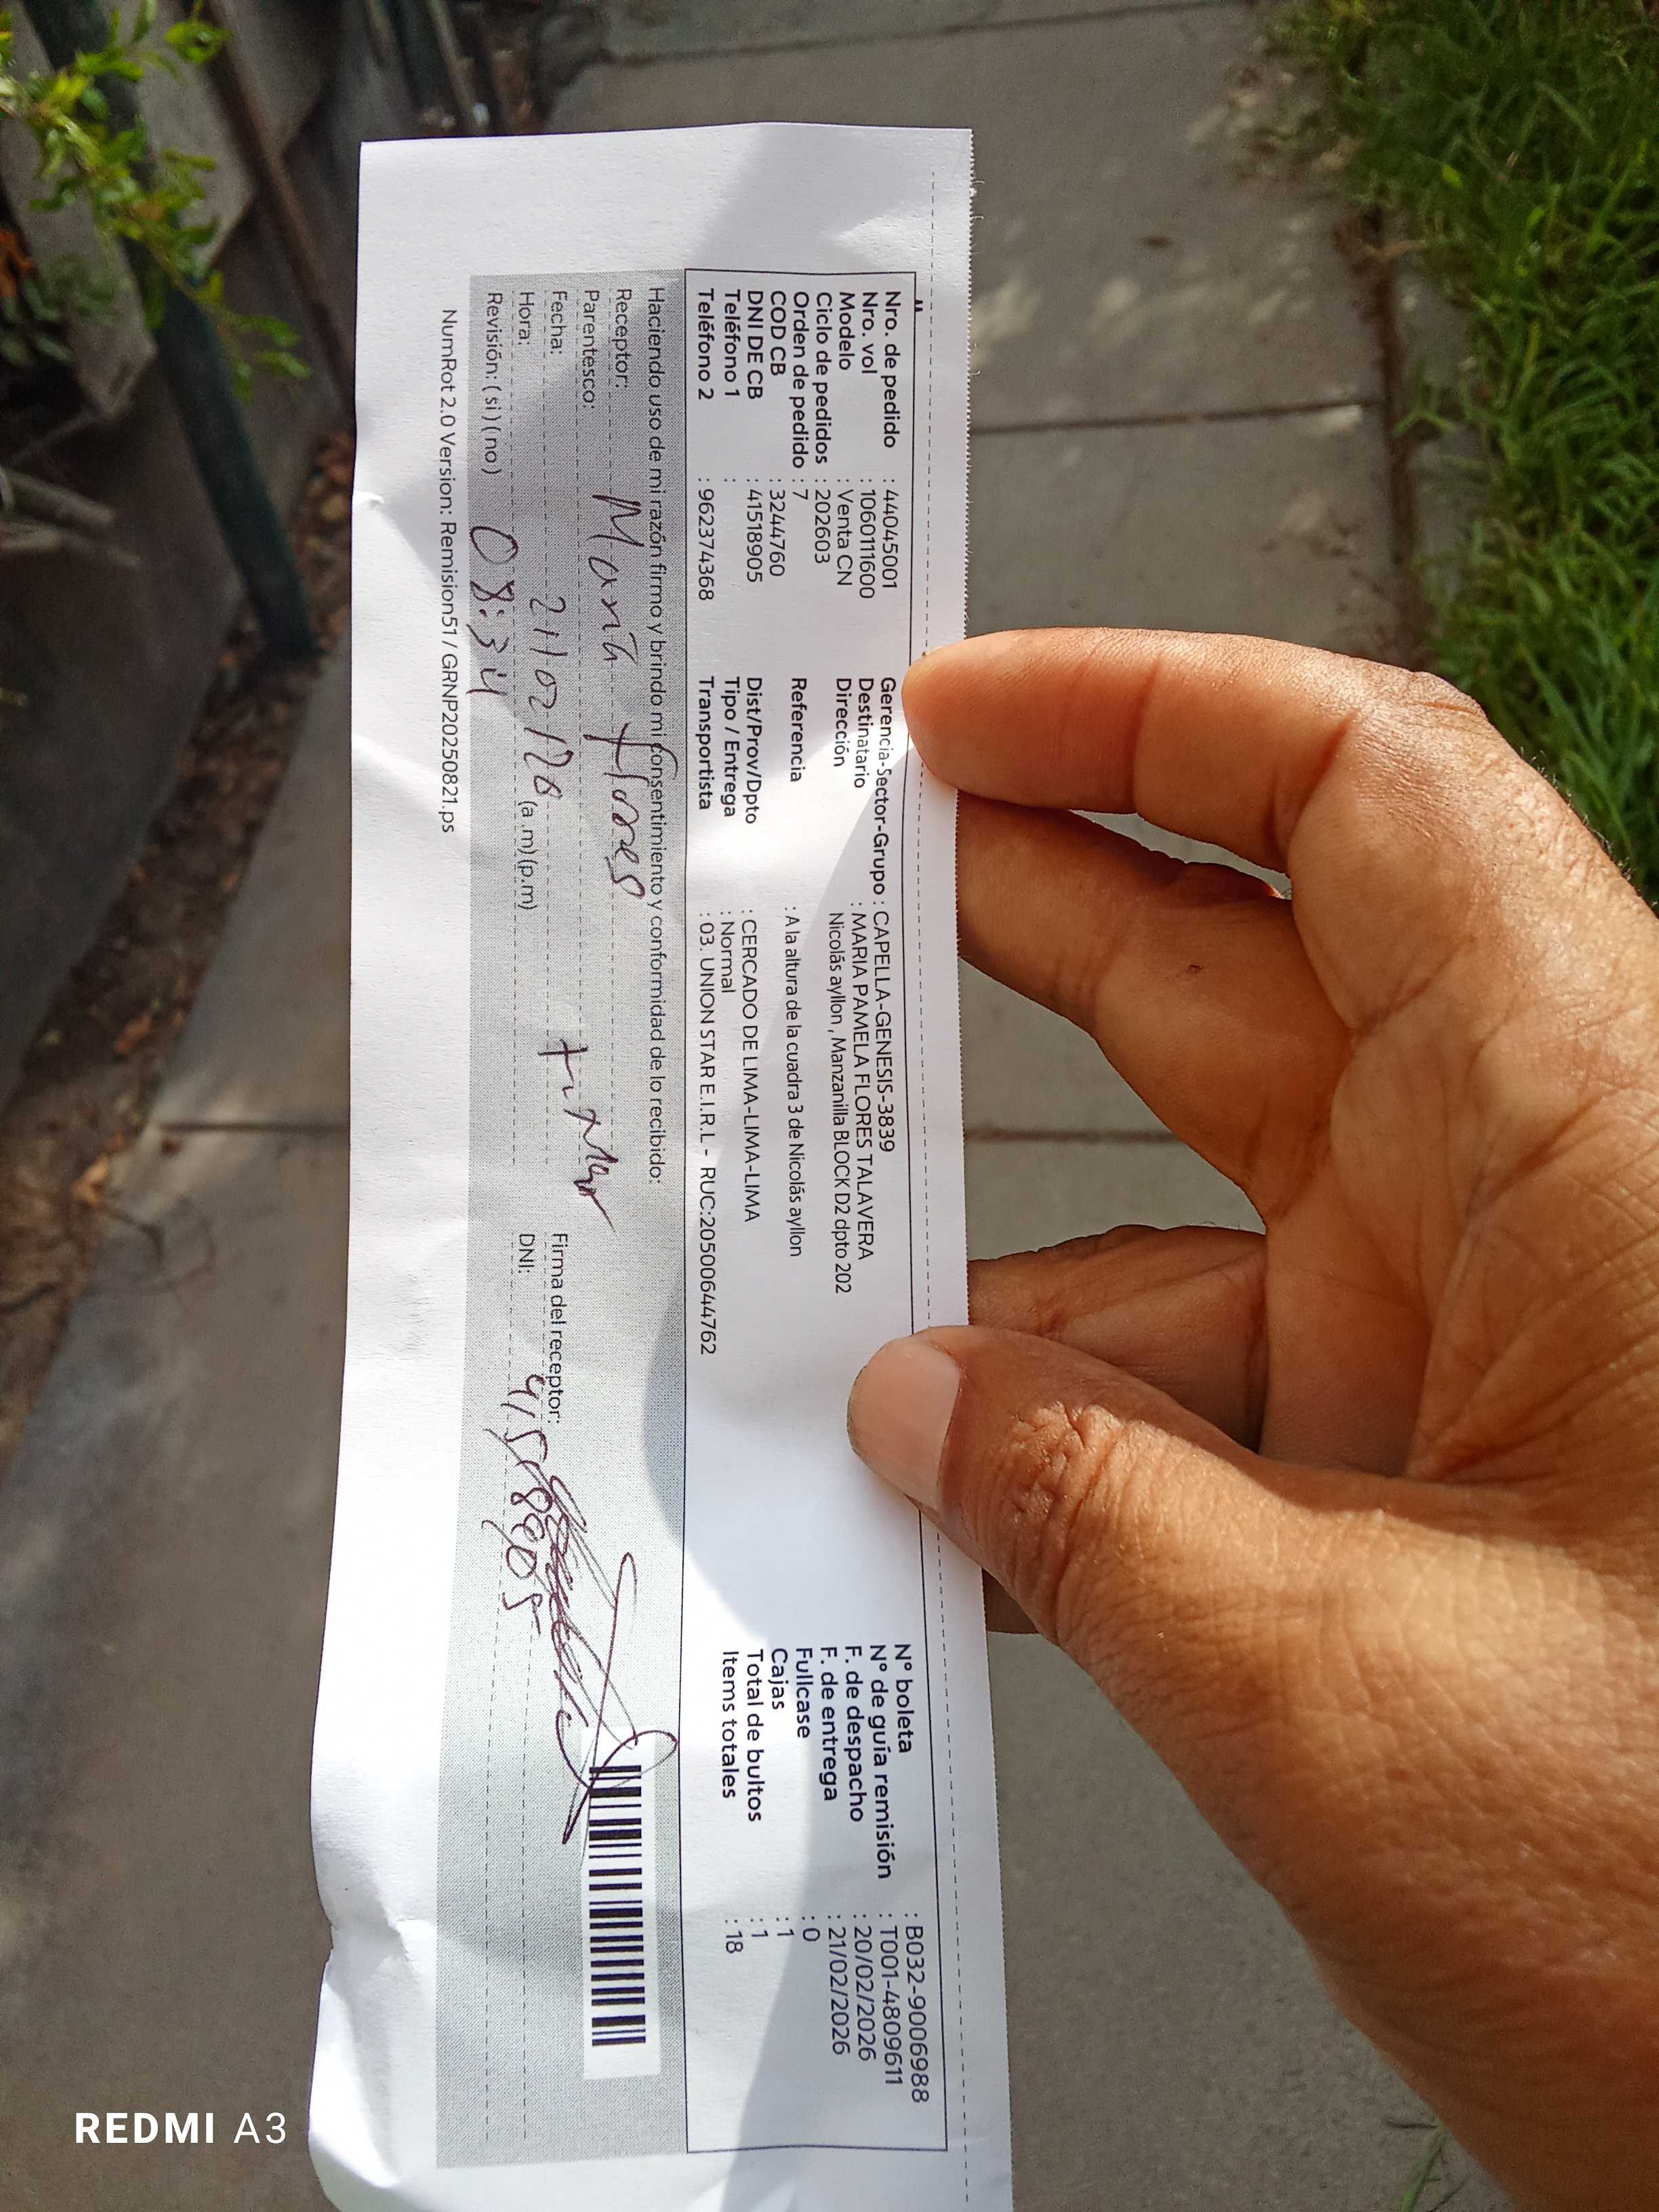 Nro. de pedido : 44045001
Nro. vol : 1060111600
Modelo : Venta CN
Ciclo de pedidos : 202603
Orden de pedido : 7
COD CB : 3244760
DNI DE CB : 41518905
Teléfono 1 :
Teléfono 2 : 962374368
Gerencia-Sector-Grupo : CAPELLA-GENESIS-3839
Destinatario : MARIA PAMELA FLORES TALAVERA
Dirección : Nicolás ayllon , Manzanilla BLOCK D2 dpto 202
Referencia : A la altura de la cuadra 3 de Nicolás ayllon
Dist/Prov/Dpto : CERCADO DE LIMA-LIMA-LIMA
Tipo / Entrega : Normal
Transportista : 03. UNION STAR E.I.R.L - RUC:20500644762
N° boleta : B032-9006988
N° de guía remisión : T001-4809611
F. de despacho : 20/02/2026
F. de entrega : 21/02/2026
Fullcase : 0
Cajas : 1
Total de bultos : 1
Items totales : 18
Haciendo uso de mi razón firmo y brindo mi consentimiento y conformidad de lo recibido:
Receptor: María Flores
Parentesco: titular
Fecha: 21/02/26
Hora: 08:34 (a.m)(p.m)
Revisión: ( si ) ( no )
Firma del receptor:
DNI: 41518905
NumRot 2.0 Version: Remision51 / GRNP20250821.ps
REDMI A3